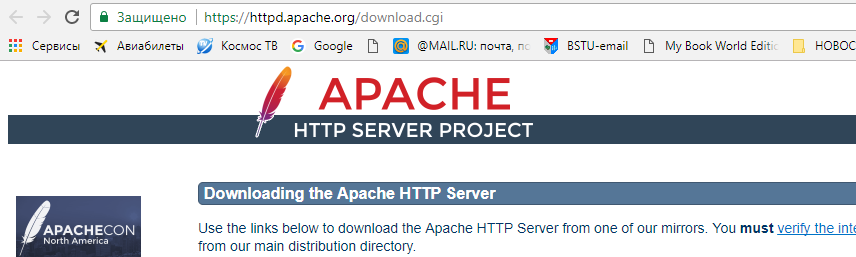 Защищено https://httpd.apache.org/download.cgi
Сервисы Авиабилеты Космос ТВ Google @MAIL.RU: почта, по BSTU-email My Book World Editic НОВОС
APACHE
HTTP SERVER PROJECT
Downloading the Apache HTTP Server
APACHECON
North America
Use the links below to download the Apache HTTP Server from one of our mirrors. You must verify the inte
from our main distribution directory.